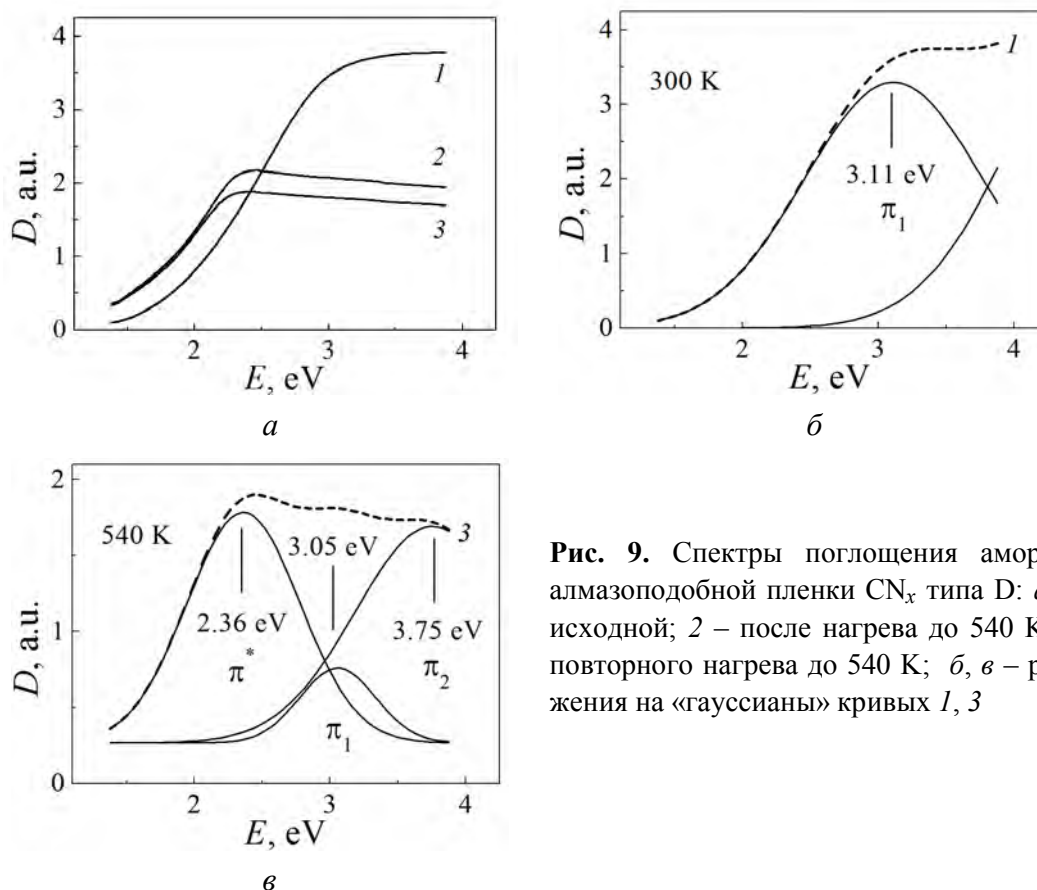 4
3
2
1
0
D, a.u.
1
2
3
2
3
4
E, eV
а
4
3
2
1
0
D, a.u.
300 K
1
3.11 eV
π1
2
3
4
E, eV
б
2
1
0
D, a.u.
540 K
3.05 eV
3
2.36 eV
3.75 eV
π*
π2
π1
2
3
4
E, eV
в
Рис. 9. Спектры поглощения амор
алмазоподобной пленки CNx типа D:
исходной; 2 – после нагрева до 540 K
повторного нагрева до 540 K; б, в – р
жения на «гауссианы» кривых 1, 3